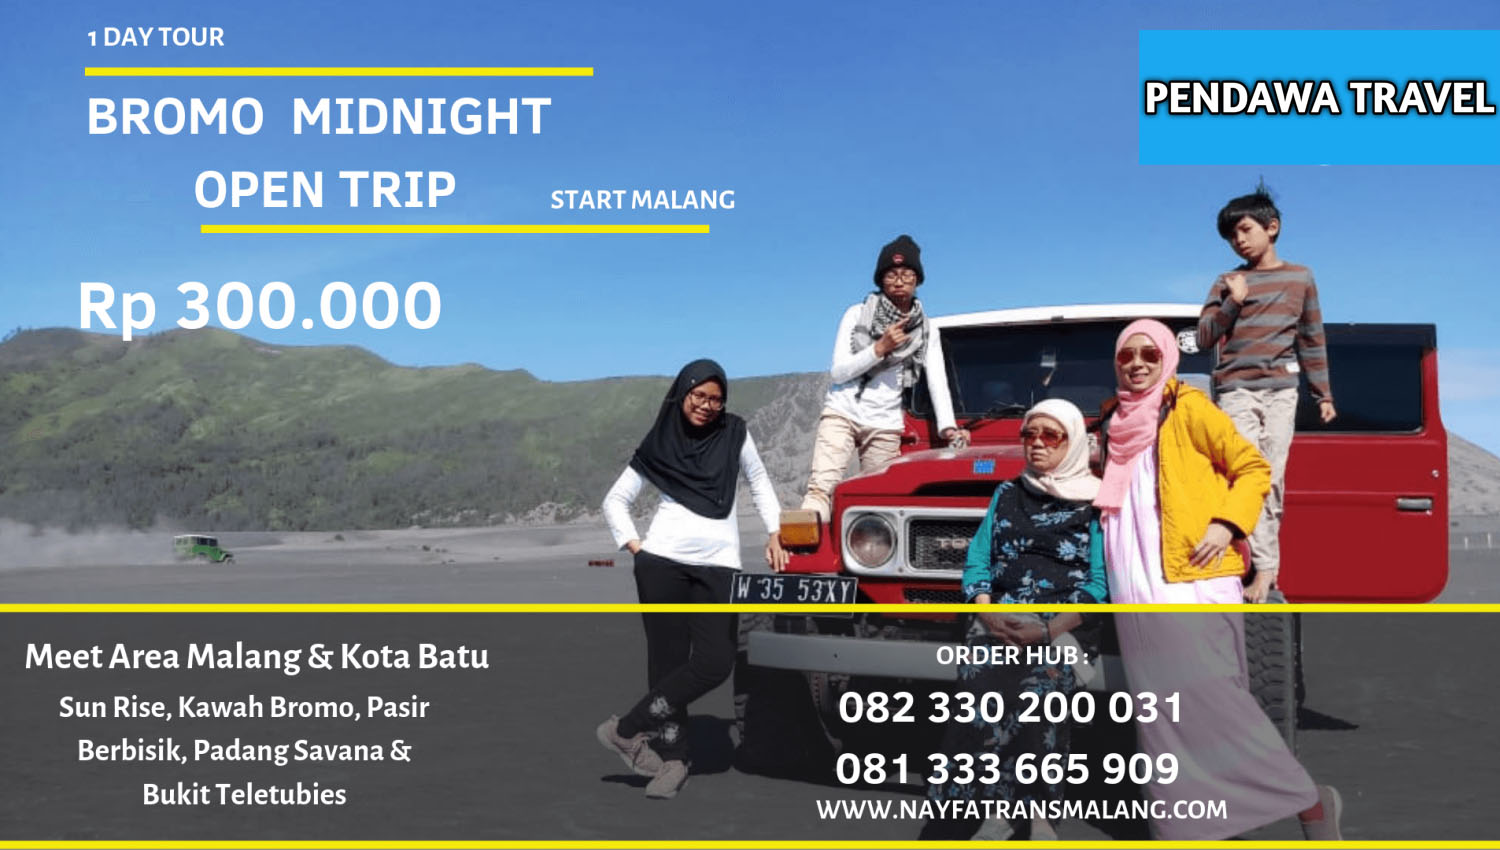 1 DAY TOUR
BROMO MIDNIGHT
OPEN TRIP
START MALANG
Rp 300.000
PENDAWA TRAVEL
W 35 53XY
Meet Area Malang & Kota Batu
Sun Rise, Kawah Bromo, Pasir
Berbisik, Padang Savana &
Bukit Teletubies
ORDER HUB :
082 330 200 031
081 333 665 909
WWW.NAYFATRANSMALANG.COM